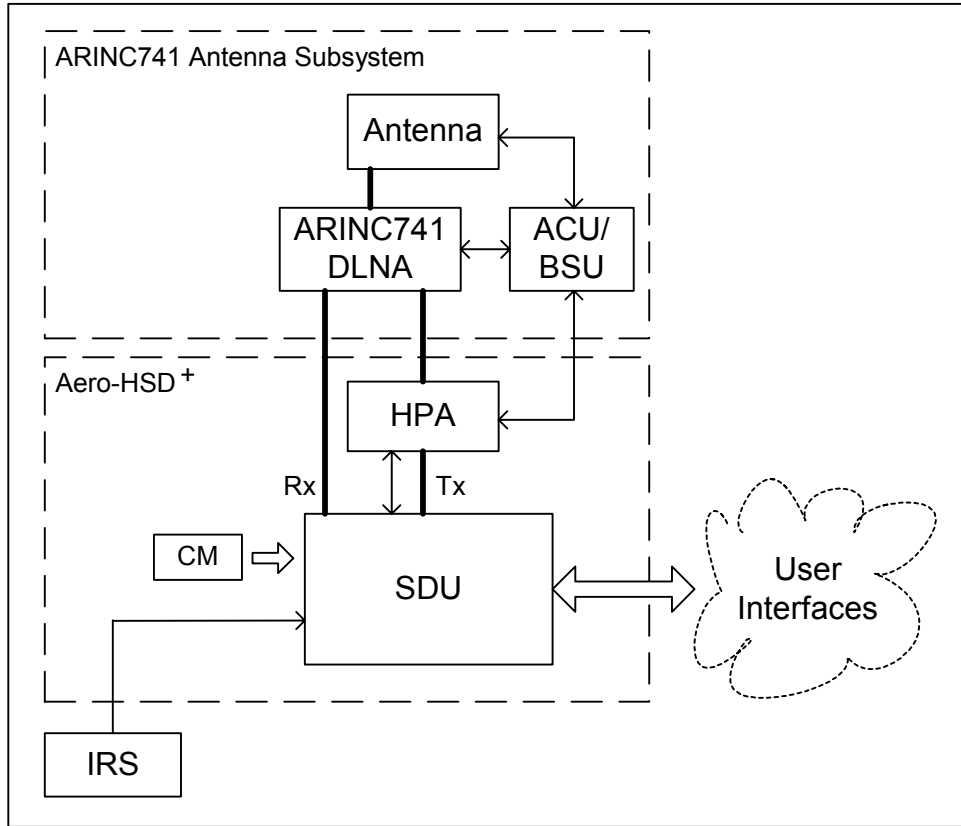 ARINC741 Antenna Subsystem
Antenna
ARINC741
DLNA
ACU/
BSU
Aero-HSD+
HPA
Rx
Tx
CM
SDU
User
Interfaces
IRS